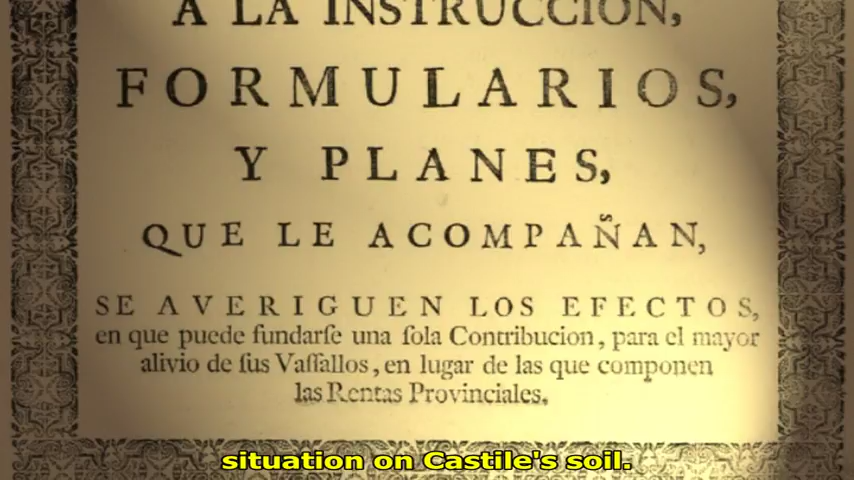 A LA INSTRUCCION,
FORMULARIOS,
Y PLANES,
QUE LE ACOMPAÑAN,
SE AVERIGUEN LOS EFECTOS,
en que puede fundarſe una ſola Contribucion, para el mayor
alivio de ſus Vaſſallos, en lugar de las que componen
las Rentas Provinciales.
situation on Castile's soil.